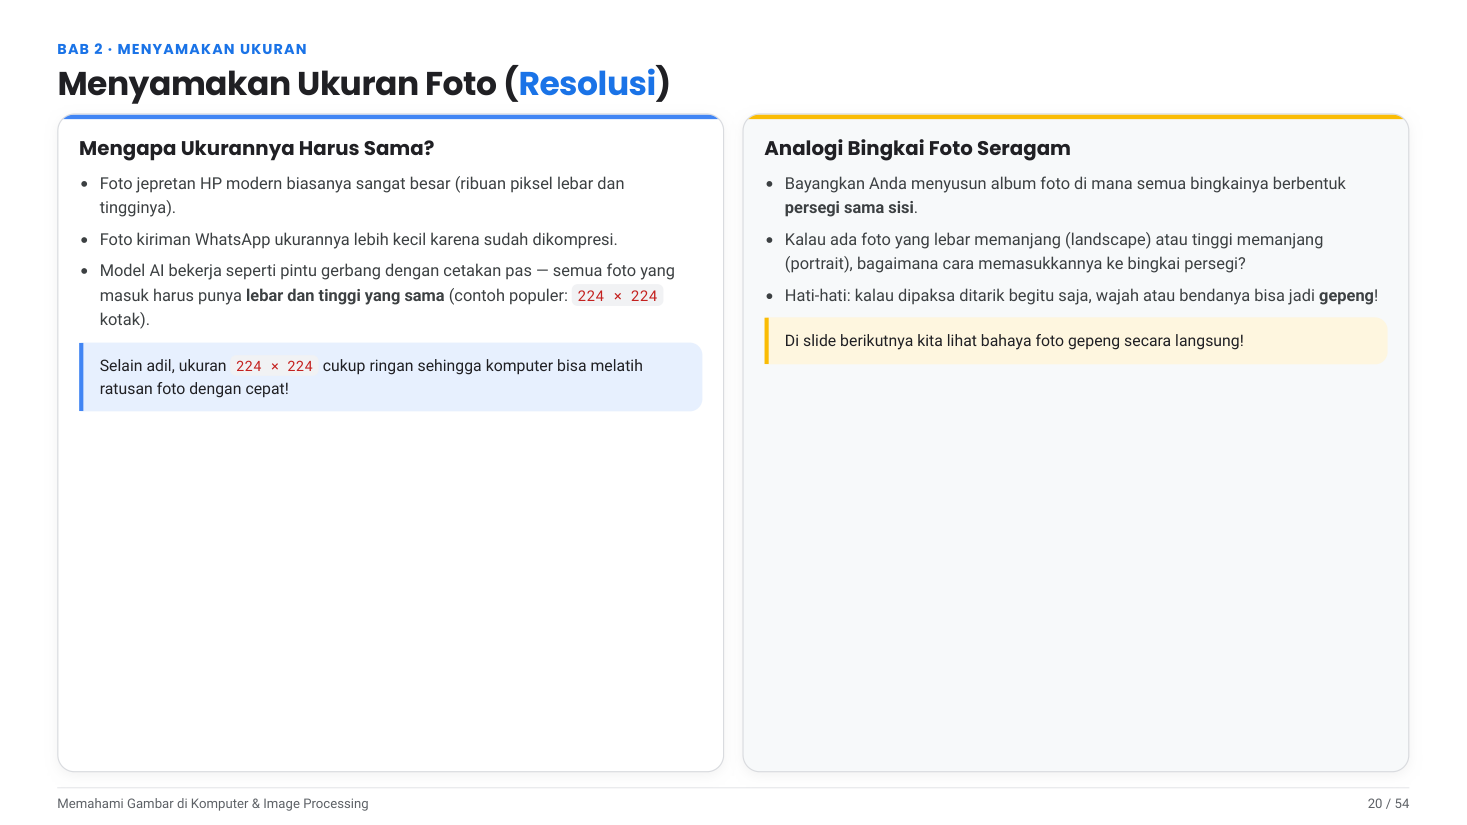 BAB 2 · MENYAMAKAN UKURAN
Menyamakan Ukuran Foto (Resolusi)
Mengapa Ukurannya Harus Sama?
• Foto jepretan HP modern biasanya sangat besar (ribuan piksel lebar dan
tingginya).
• Foto kiriman WhatsApp ukurannya lebih kecil karena sudah dikompresi.
• Model AI bekerja seperti pintu gerbang dengan cetakan pas — semua foto yang
masuk harus punya lebar dan tinggi yang sama (contoh populer: 224 × 224
kotak).
Selain adil, ukuran 224 × 224 cukup ringan sehingga komputer bisa melatih
ratusan foto dengan cepat!
Analogi Bingkai Foto Seragam
• Bayangkan Anda menyusun album foto di mana semua bingkainya berbentuk
persegi sama sisi.
• Kalau ada foto yang lebar memanjang (landscape) atau tinggi memanjang
(portrait), bagaimana cara memasukkannya ke bingkai persegi?
• Hati-hati: kalau dipaksa ditarik begitu saja, wajah atau bendanya bisa jadi gepeng!
Di slide berikutnya kita lihat bahaya foto gepeng secara langsung!
Memahami Gambar di Komputer & Image Processing
20 / 54